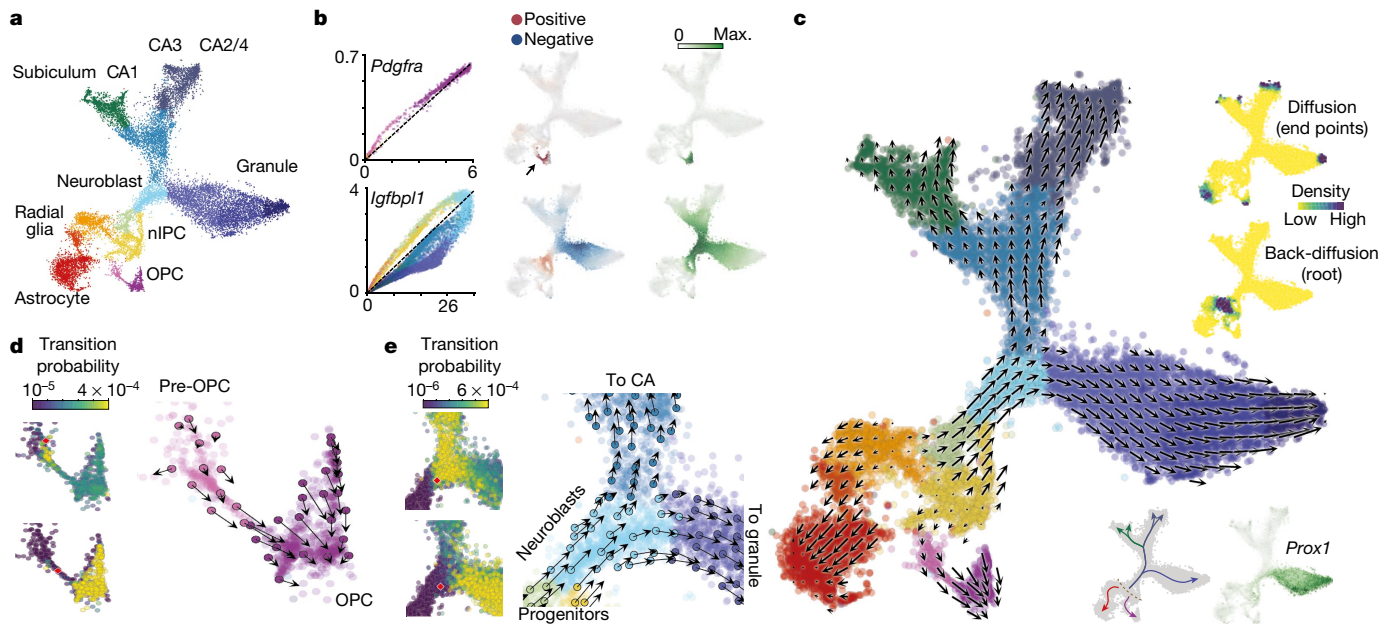 a
CA3
CA2/4
Subiculum
CA1
Neuroblast
Granule
Radial
glia
nIPC
OPC
Astrocyte
b
Positive
Negative
0
Max.
0.7
Pdgfra
0
0
6
4
Igfbpl1
0
0
26
c
Diffusion
(end points)
Density
Low
High
Back-diffusion
(root)
Prox1
d
Transition
probability
10⁻⁵
4 × 10⁻⁴
Pre-OPC
OPC
e
Transition
probability
10⁻⁶
6 × 10⁻⁴
To CA
Neuroblasts
To granule
Progenitors